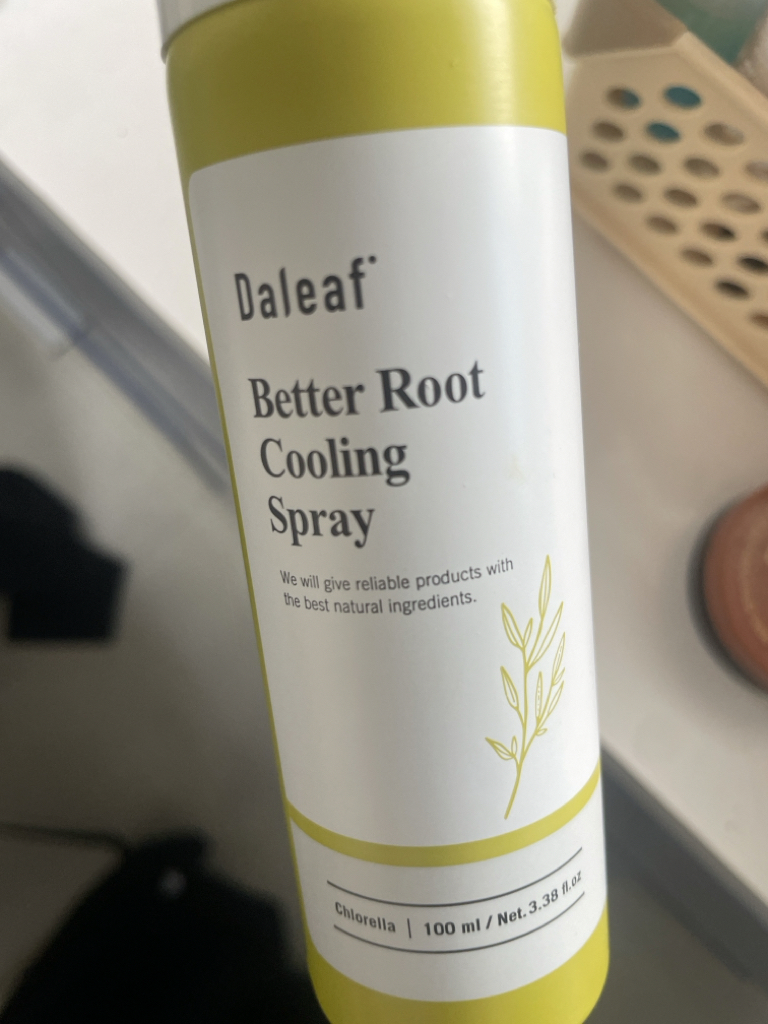 Daleaf
Better Root
Cooling
Spray
We will give reliable products with
the best natural ingredients.
Chlorella | 100 ml / Net. 3.38 fl.oz